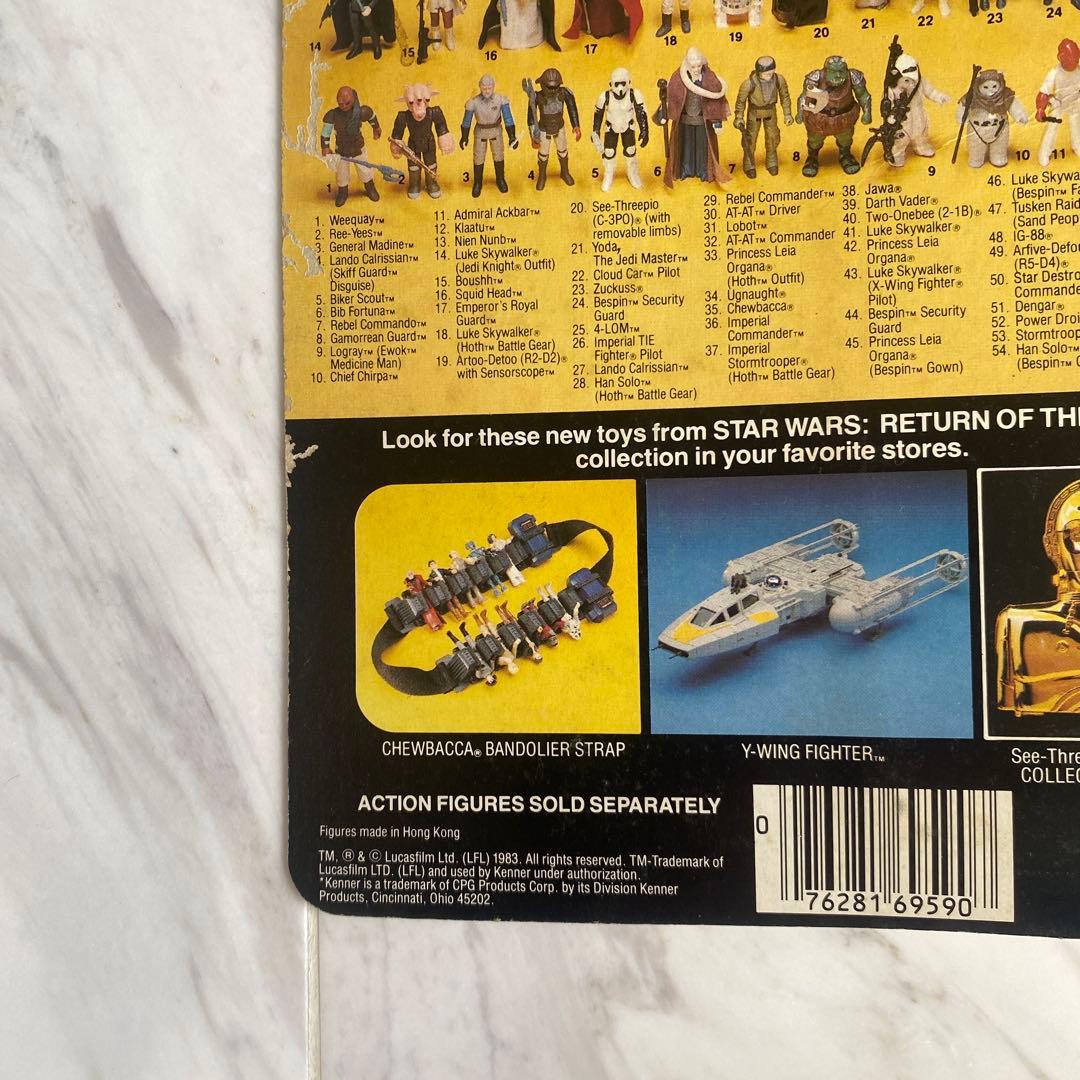 14 15 16 17 18 19 20 21 22 23 24
1 2 3 4 5 6 7 8 9 10 11
1. Weequay™
2. Ree-Yees™
3. General Madine™
Lando Calrissian™
(Skiff Guard™
Disguise)
5. Biker Scout™
6. Bib Fortuna™
7. Rebel Commando™
8. Gamorrean Guard™
9. Logray™ (Ewok™
Medicine Man)
10. Chief Chirpa™
11. Admiral Ackbar™
12. Klaatu™
13. Nien Nunb™
14. Luke Skywalker®
(Jedi Knight® Outfit)
15. Boushh™
16. Squid Head™
17. Emperor's Royal
Guard™
18. Luke Skywalker®
(Hoth™ Battle Gear)
19. Artoo-Detoo (R2-D2)®
with Sensorscope™
20. See-Threepio
(C-3PO)® (with
removable limbs)
21. Yoda,
The Jedi Master™
22. Cloud Car™ Pilot
23. Zuckuss®
24. Bespin™ Security
Guard
25. 4-LOM™
26. Imperial TIE
Fighter® Pilot
27. Lando Calrissian™
28. Han Solo™
(Hoth™ Battle Gear)
29. Rebel Commander™
30. AT-AT™ Driver
31. Lobot™
32. AT-AT™ Commander
33. Princess Leia
Organa®
(Hoth™ Outfit)
34. Ugnaught®
35. Chewbacca®
36. Imperial
Commander™
37. Imperial
Stormtrooper®
(Hoth™ Battle Gear)
38. Jawa®
39. Darth Vader®
40. Two-Onebee (2-1B)®
41. Luke Skywalker®
42. Princess Leia
Organa®
43. Luke Skywalker®
(X-Wing Fighter®
Pilot)
44. Bespin™ Security
Guard
45. Princess Leia
Organa®
(Bespin™ Gown)
46. Luke Skywa
(Bespin™ Fa
47. Tusken Raid
(Sand Peop
48. IG-88®
49. Arfive-Defor
(R5-D4)®
50. Star Destro
Commande
51. Dengar®
52. Power Droi
53. Stormtroop
54. Han Solo™
(Bespin™
Look for these new toys from STAR WARS: RETURN OF TH
collection in your favorite stores.
CHEWBACCA® BANDOLIER STRAP
Y-WING FIGHTER™
See-Thre
COLLEC
ACTION FIGURES SOLD SEPARATELY
Figures made in Hong Kong
TM, ® & © Lucasfilm Ltd. (LFL) 1983. All rights reserved. TM-Trademark of
Lucasfilm LTD. (LFL) and used by Kenner under authorization.
*Kenner is a trademark of CPG Products Corp. by its Division Kenner
Products, Cincinnati, Ohio 45202.
0 76281 69590